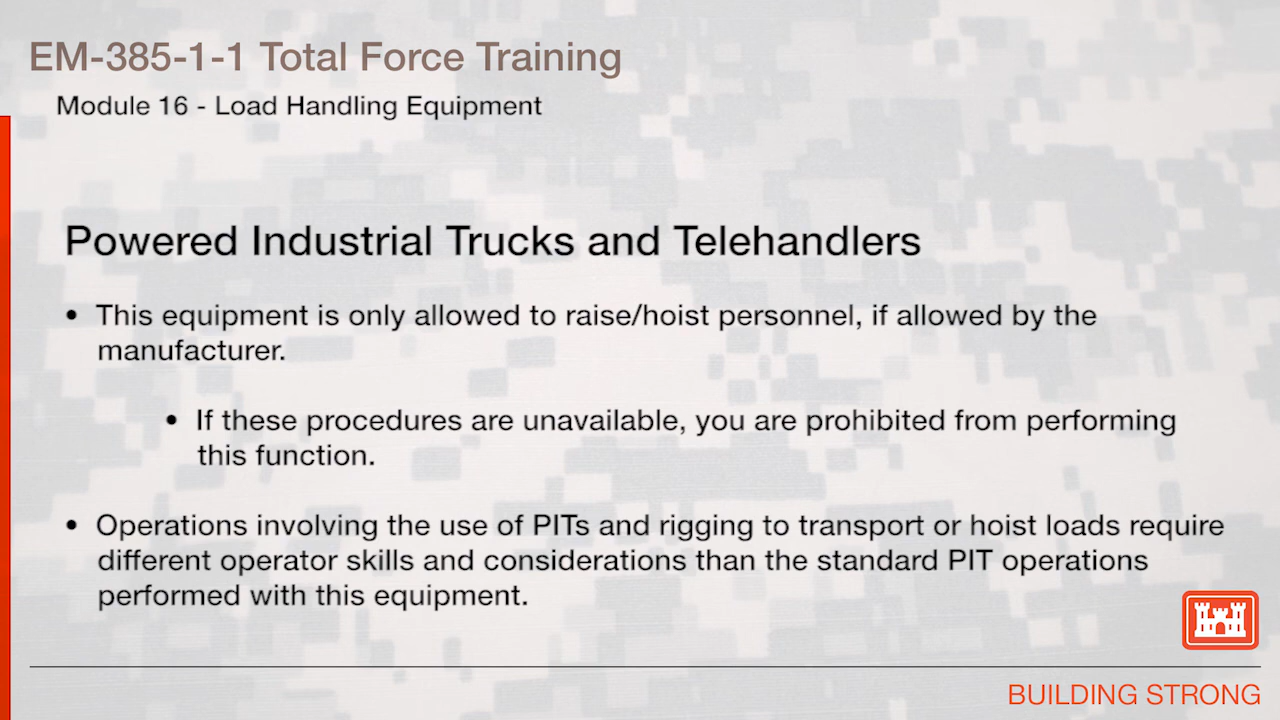 EM-385-1-1 Total Force Training
Module 16 - Load Handling Equipment
Powered Industrial Trucks and Telehandlers
• This equipment is only allowed to raise/hoist personnel, if allowed by the
manufacturer.
• If these procedures are unavailable, you are prohibited from performing
this function.
• Operations involving the use of PITs and rigging to transport or hoist loads require
different operator skills and considerations than the standard PIT operations
performed with this equipment.
BUILDING STRONG